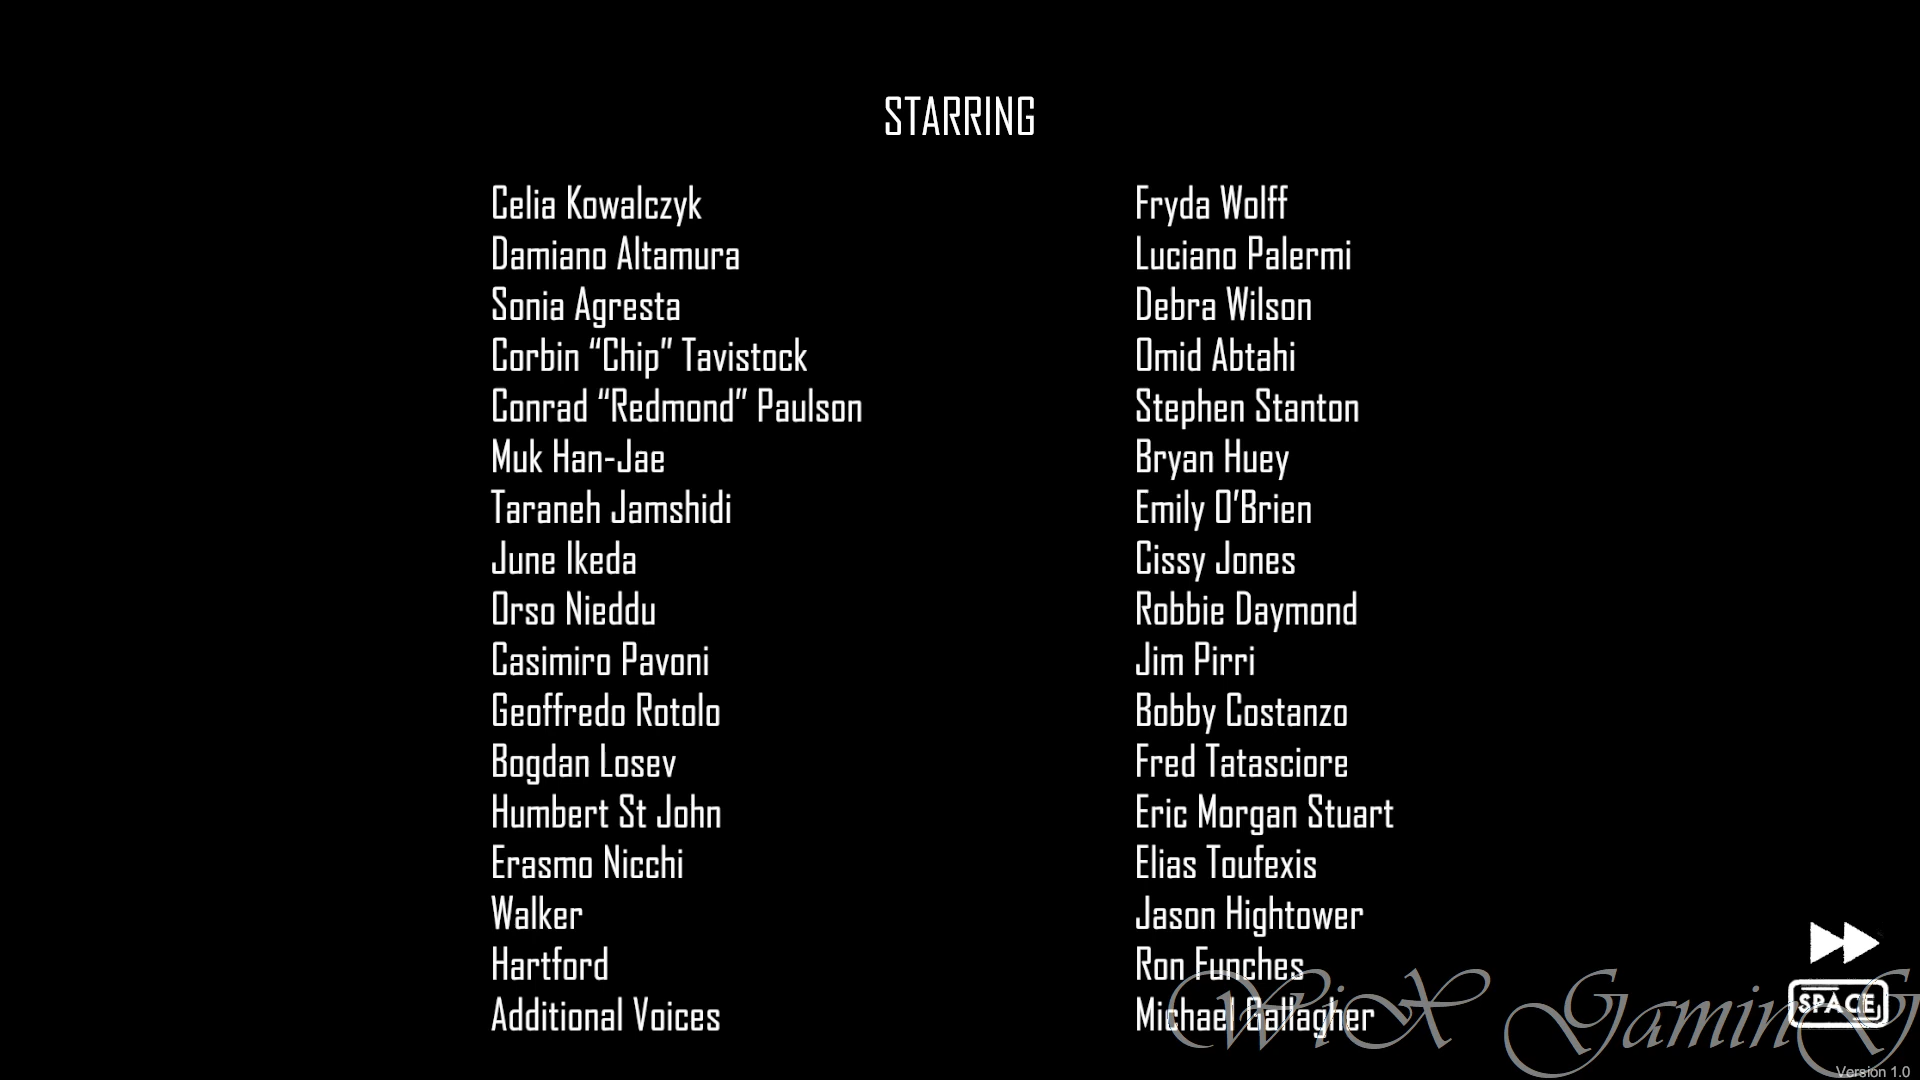 STARRING
Celia Kowalczyk Fryda Wolff
Damiano Altamura Luciano Palermi
Sonia Agresta Debra Wilson
Corbin “Chip” Tavistock Omid Abtahi
Conrad “Redmond” Paulson Stephen Stanton
Muk Han-Jae Bryan Huey
Taraneh Jamshidi Emily O’Brien
June Ikeda Cissy Jones
Orso Nieddu Robbie Daymond
Casimiro Pavoni Jim Pirri
Geoffredo Rotolo Bobby Costanzo
Bogdan Losev Fred Tatasciore
Humbert St John Eric Morgan Stuart
Erasmo Nicchi Elias Toufexis
Walker Jason Hightower
Hartford Ron Funches
Additional Voices Michael Gallagher
SPACE
WiX GaminG
Version 1.0